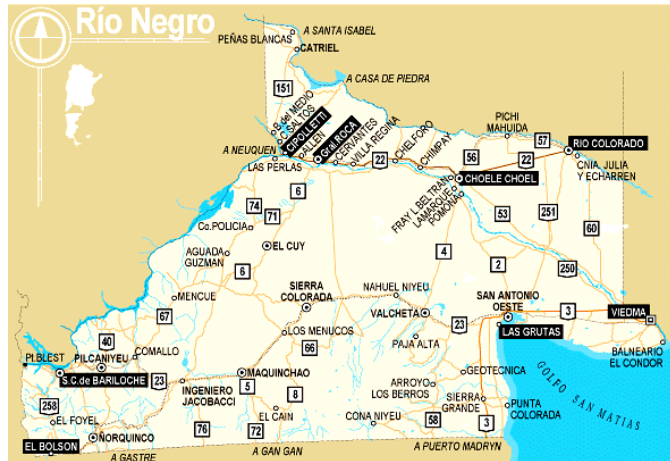 Río Negro
A SANTA ISABEL
PEÑAS BLANCAS
CATRIEL
A CASA DE PIEDRA
151
B.del MEDIO
C.SALTOS
CIPOLLETTI
ALLEN
Gral.ROCA
CERVANTES
VILLA REGINA
22
CHELFORO
CHIMPAY
PICHI
MAHUIDA
57
RIO COLORADO
56
22
CNIA. JULIA
Y ECHARREN
A NEUQUEN
LAS PERLAS
CHOELE CHOEL
FRAY L.BELTRAN
LAMARQUE
POMONA
6
74
71
Ca.POLICIA
EL CUY
53
251
60
AGUADA
GUZMAN
6
4
2
250
MENCUE
SIERRA
COLORADA
NAHUEL NIYEU
67
VALCHETA
SAN ANTONIO
OESTE
3
VIEDMA
23
LAS GRUTAS
LOS MENUCOS
66
PAJA ALTA
BALNEARIO
EL CONDOR
40
COMALLO
Pt.BLEST
PILCANIYEU
S.C.de BARILOCHE
23
MAQUINCHAO
GEOTECNICA
GOLFO SAN MATIAS
INGENIERO
JACOBACCI
5
8
ARROYO
LOS BERROS
SIERRA
GRANDE
PUNTA
COLORADA
258
EL FOYEL
EL CAIN
CONA NIYEU
58
3
ÑORQUINCO
76
72
EL BOLSON
A GASTRE
A GAN GAN
A PUERTO MADRYN